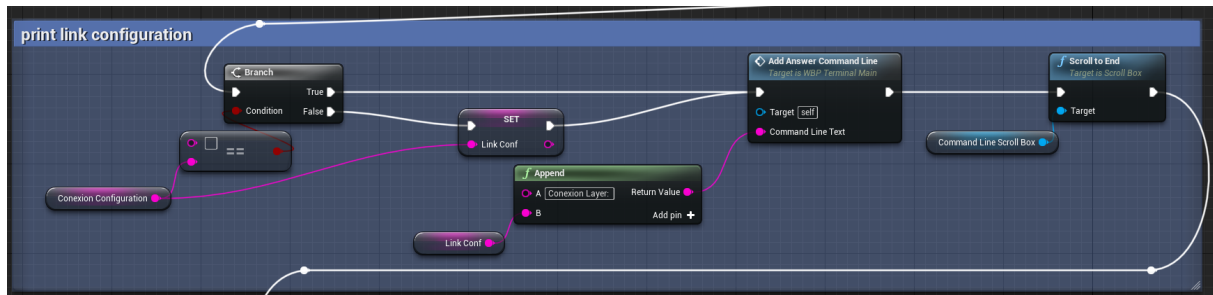 print link configuration
Branch
True
Condition
False
==
Conexion Configuration
SET
Link Conf
Append
A
Conexion Layer:
Return Value
B
Add pin +
Link Conf
Add Answer Command Line
Target is WBP Terminal Main
Target
self
Command Line Text
f Scroll to End
Target is Scroll Box
Target
Command Line Scroll Box